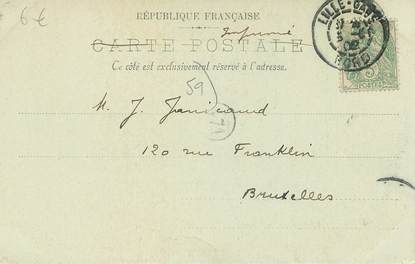 6€
RÉPUBLIQUE FRANÇAISE
Imprimé
CARTE POSTALE
Ce côté est exclusivement réservé à l'adresse.
59
M. J. Janicaud
120 rue Franklin
Bruxelles
LILLE-GARE
NORD